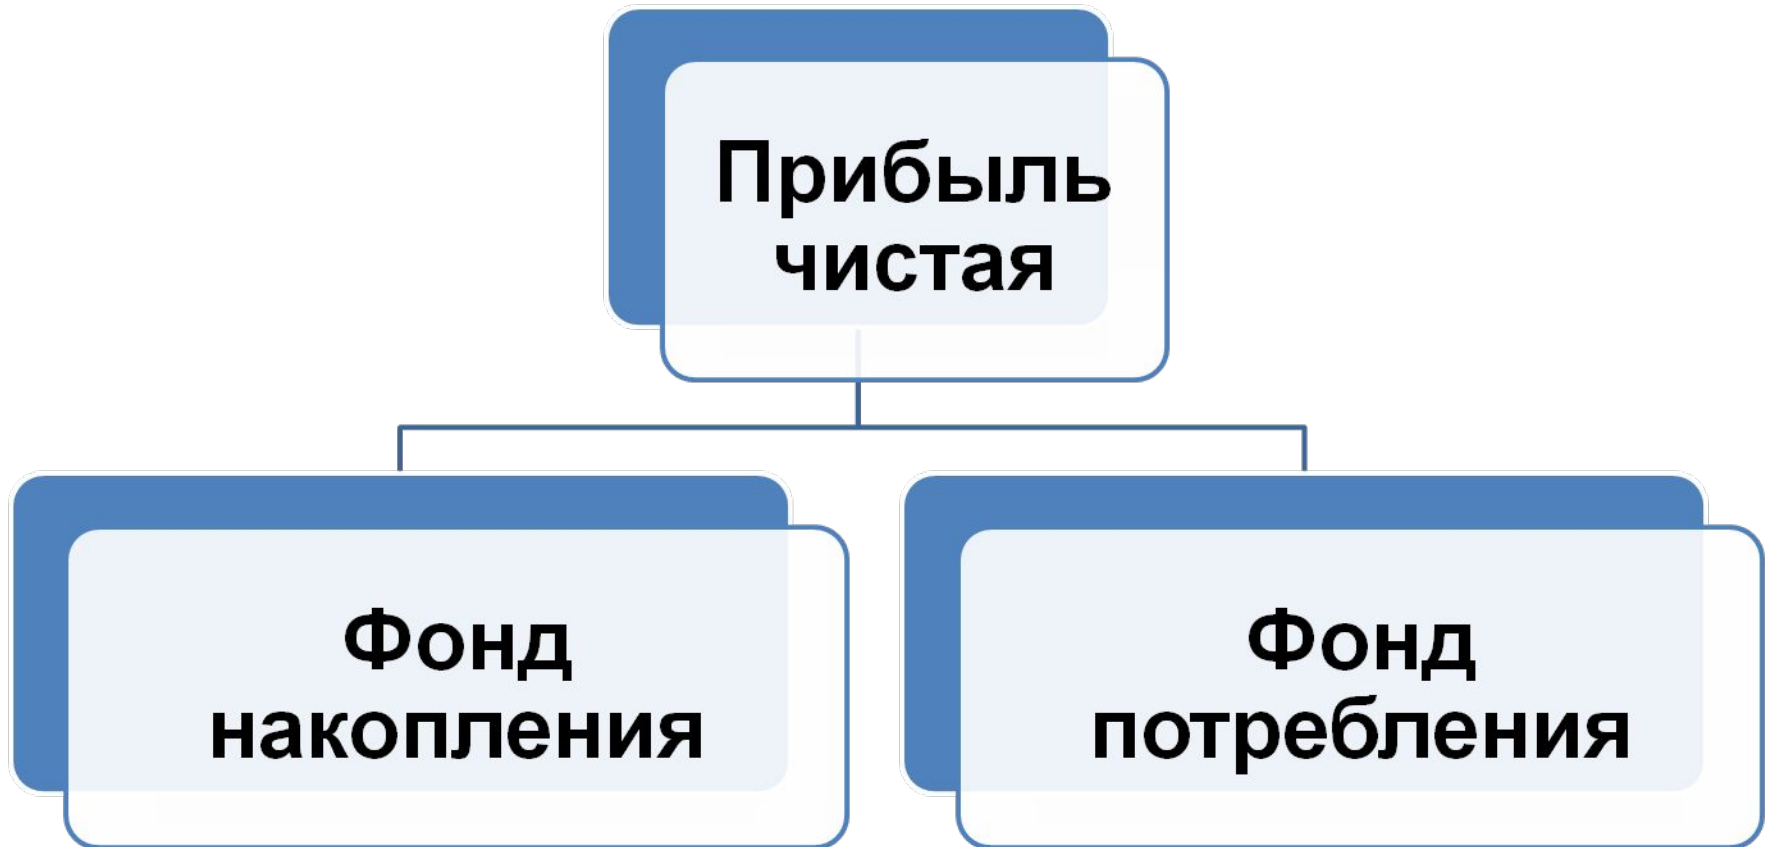 Прибыль
чистая
Фонд
накопления
Фонд
потребления